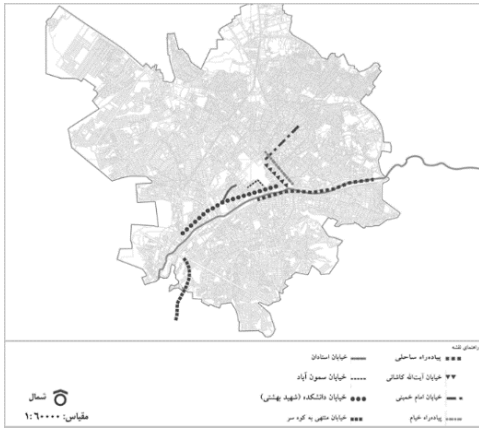 راهنمای نقشه
پیاده‌راه ساحلی
خیابان آیت‌الله کاشانی
خیابان امام خمینی
پیاده‌راه خیام
خیابان استادان
خیابان سمون آباد
خیابان دانشکده (شهید بهشتی)
خیابان منتهی به کوره سر
شمال
مقیاس: ۱:۶۰۰۰۰